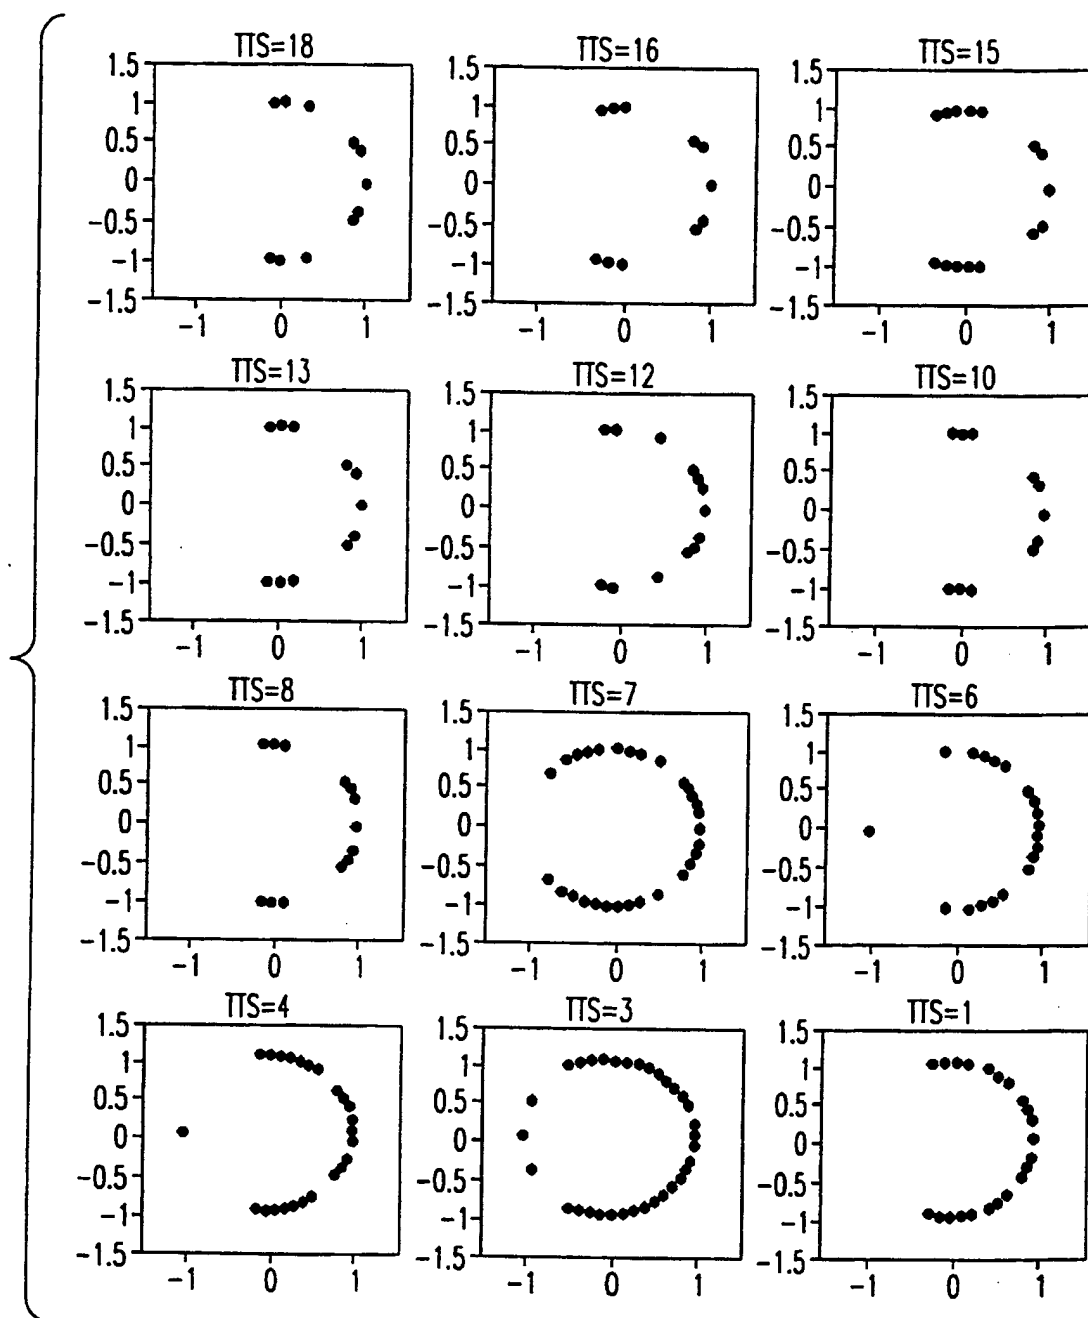 TTS=18 TTS=16 TTS=15
1.5 1.5 1.5
1 1 1
0.5 0.5 0.5
0 0 0
-0.5 -0.5 -0.5
-1 -1 -1
-1.5 -1.5 -1.5
-1 0 1 -1 0 1 -1 0 1
TTS=13 TTS=12 TTS=10
1.5 1.5 1.5
1 1 1
0.5 0.5 0.5
0 0 0
-0.5 -0.5 -0.5
-1 -1 -1
-1.5 -1.5 -1.5
-1 0 1 -1 0 1 -1 0 1
TTS=8 TTS=7 TTS=6
1.5 1.5 1.5
1 1 1
0.5 0.5 0.5
0 0 0
-0.5 -0.5 -0.5
-1 -1 -1
-1.5 -1.5 -1.5
-1 0 1 -1 0 1 -1 0 1
TTS=4 TTS=3 TTS=1
1.5 1.5 1.5
1 1 1
0.5 0.5 0.5
0 0 0
-0.5 -0.5 -0.5
-1 -1 -1
-1.5 -1.5 -1.5
-1 0 1 -1 0 1 -1 0 1